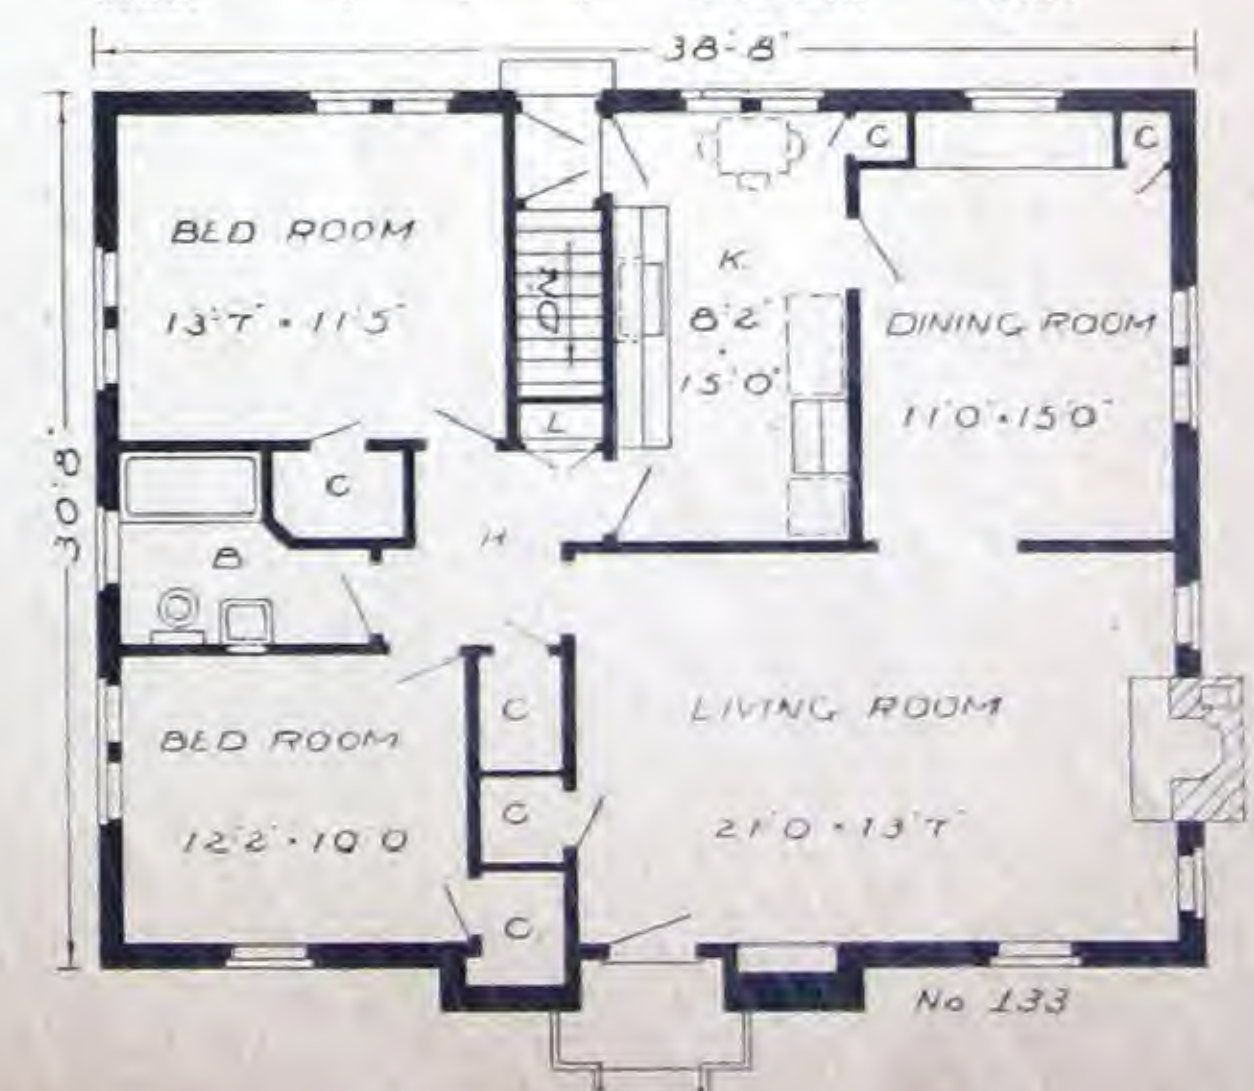 38'-8"
C
C
BED ROOM
13'-7" • 11'-5"
K.
8'-2"
•
15'-0"
DN
DINING ROOM
11'-0" • 15'-0"
L
30'-8"
C
H
B
BED ROOM
12'-2" • 10'-0
C
LIVING ROOM
21'-0 • 13'-7"
C
C
No 133